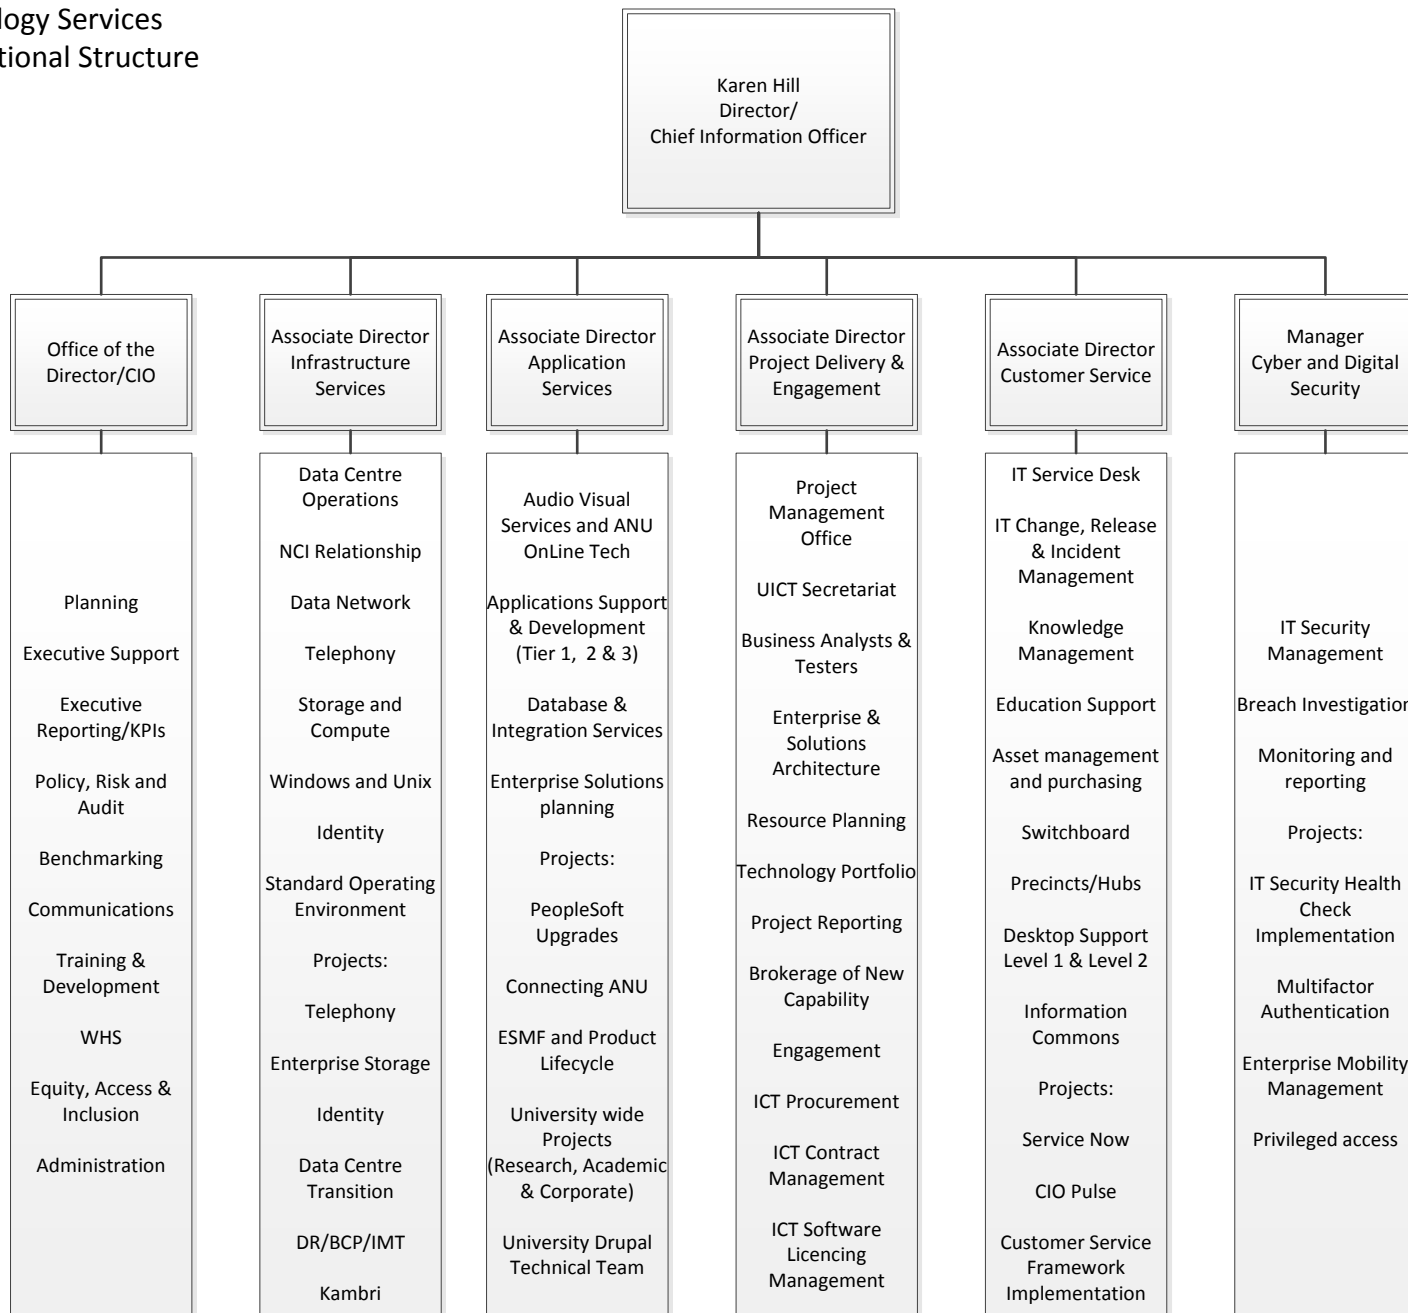 logy Services
tional Structure
Karen Hill
Director/
Chief Information Officer
Office of the
Director/CIO
Associate Director
Infrastructure
Services
Associate Director
Application
Services
Associate Director
Project Delivery &
Engagement
Associate Director
Customer Service
Manager
Cyber and Digital
Security
Planning
Executive Support
Executive
Reporting/KPIs
Policy, Risk and
Audit
Benchmarking
Communications
Training &
Development
WHS
Equity, Access &
Inclusion
Administration
Data Centre
Operations
NCI Relationship
Data Network
Telephony
Storage and
Compute
Windows and Unix
Identity
Standard Operating
Environment
Projects:
Telephony
Enterprise Storage
Identity
Data Centre
Transition
DR/BCP/IMT
Kambri
Audio Visual
Services and ANU
OnLine Tech
Applications Support
& Development
(Tier 1, 2 & 3)
Database &
Integration Services
Enterprise Solutions
planning
Projects:
PeopleSoft
Upgrades
Connecting ANU
ESMF and Product
Lifecycle
University wide
Projects
(Research, Academic
& Corporate)
University Drupal
Technical Team
Project
Management
Office
UICT Secretariat
Business Analysts &
Testers
Enterprise &
Solutions
Architecture
Resource Planning
Technology Portfolio
Project Reporting
Brokerage of New
Capability
Engagement
ICT Procurement
ICT Contract
Management
ICT Software
Licencing
Management
IT Service Desk
IT Change, Release
& Incident
Management
Knowledge
Management
Education Support
Asset management
and purchasing
Switchboard
Precincts/Hubs
Desktop Support
Level 1 & Level 2
Information
Commons
Projects:
Service Now
CIO Pulse
Customer Service
Framework
Implementation
IT Security
Management
Breach Investigation
Monitoring and
reporting
Projects:
IT Security Health
Check
Implementation
Multifactor
Authentication
Enterprise Mobility
Management
Privileged access